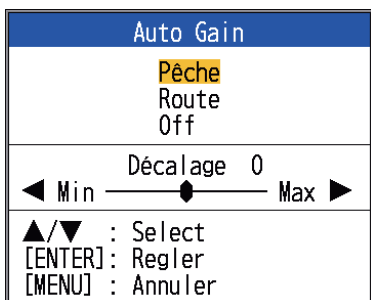 Auto Gain
Pêche
Route
Off
Décalage 0
◀ Min Max ▶
▲/▼ : Select
[ENTER]: Regler
[MENU] : Annuler